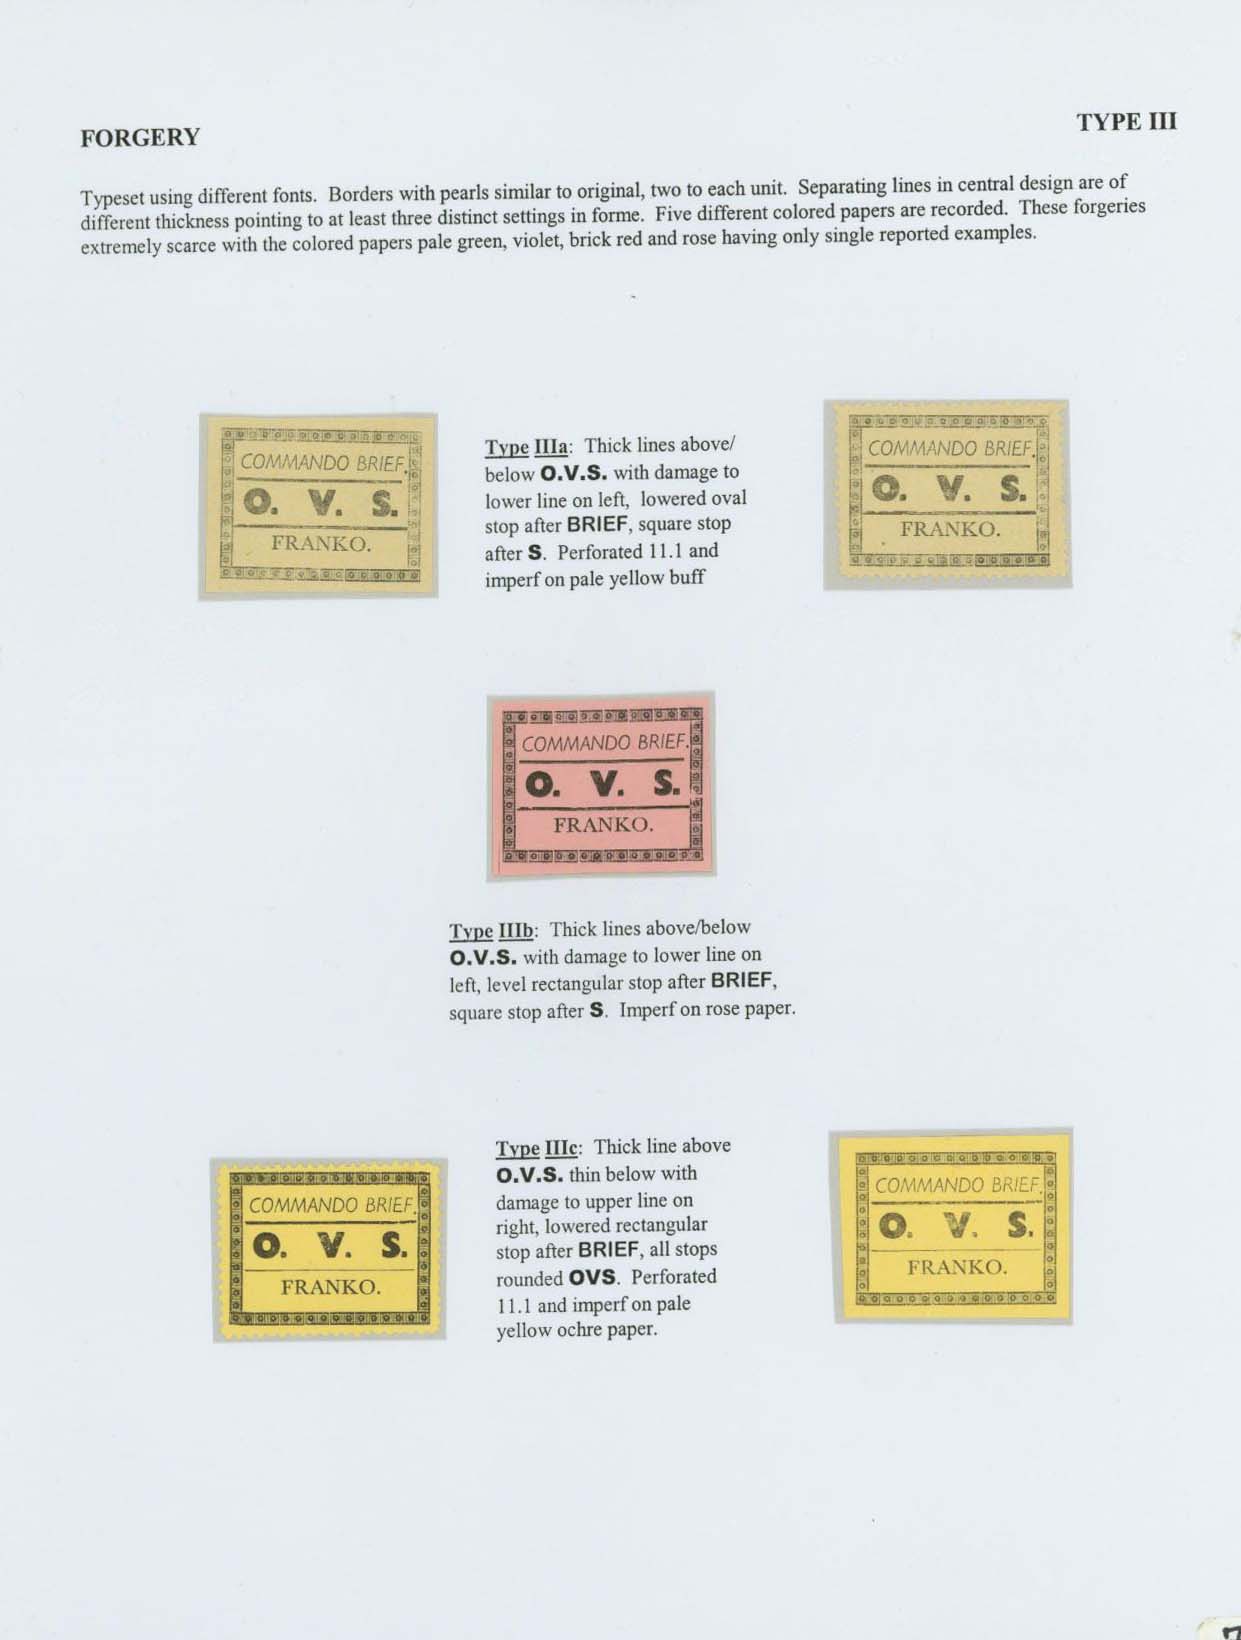 FORGERY
TYPE III
Typeset using different fonts. Borders with pearls similar to original, two to each unit. Separating lines in central design are of
different thickness pointing to at least three distinct settings in forme. Five different colored papers are recorded. These forgeries
extremely scarce with the colored papers pale green, violet, brick red and rose having only single reported examples.
COMMANDO BRIEF.
O. V. S.
FRANKO.
Type IIIa: Thick lines above/
below O.V.S. with damage to
lower line on left, lowered oval
stop after BRIEF, square stop
after S. Perforated 11.1 and
imperf on pale yellow buff
COMMANDO BRIEF.
O. V. S.
FRANKO.
COMMANDO BRIEF.
O. V. S.
FRANKO.
Type IIIb: Thick lines above/below
O.V.S. with damage to lower line on
left, level rectangular stop after BRIEF,
square stop after S. Imperf on rose paper.
COMMANDO BRIEF.
O. V. S.
FRANKO.
Type IIIc: Thick line above
O.V.S. thin below with
damage to upper line on
right, lowered rectangular
stop after BRIEF, all stops
rounded OVS. Perforated
11.1 and imperf on pale
yellow ochre paper.
COMMANDO BRIEF.
O. V. S.
FRANKO.